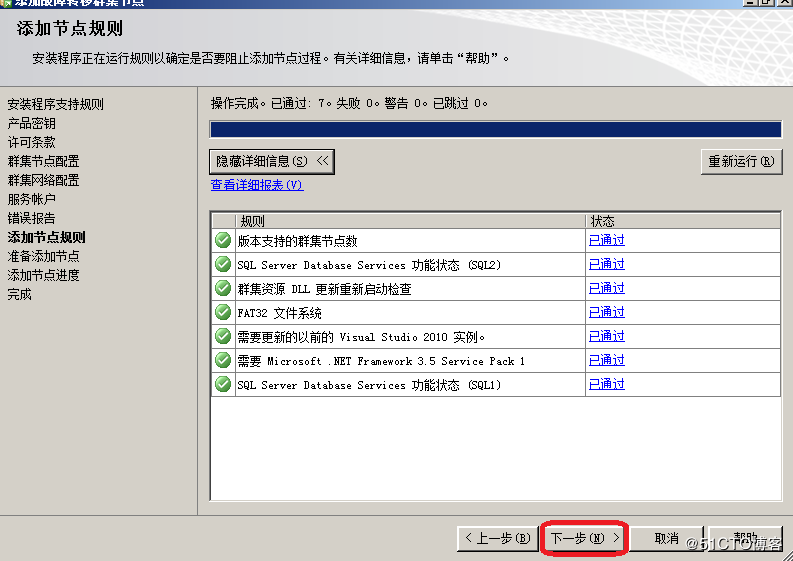 添加故障转移群集节点
添加节点规则
安装程序正在运行规则以确定是否要阻止添加节点过程。有关详细信息，请单击“帮助”。
安装程序支持规则
产品密钥
许可条款
群集节点配置
群集网络配置
服务帐户
错误报告
添加节点规则
准备添加节点
添加节点进度
完成
操作完成。已通过: 7。失败 0。警告 0。已跳过 0。
隐藏详细信息(S) <<
重新运行(R)
查看详细报表(V)
规则 状态
版本支持的群集节点数 已通过
SQL Server Database Services 功能状态 (SQL2) 已通过
群集资源 DLL 更新重新启动检查 已通过
FAT32 文件系统 已通过
需要更新的以前的 Visual Studio 2010 实例。 已通过
需要 Microsoft .NET Framework 3.5 Service Pack 1 已通过
SQL Server Database Services 功能状态 (SQL1) 已通过
< 上一步(B) 下一步(N) > 取消 帮助
@51CTO博客